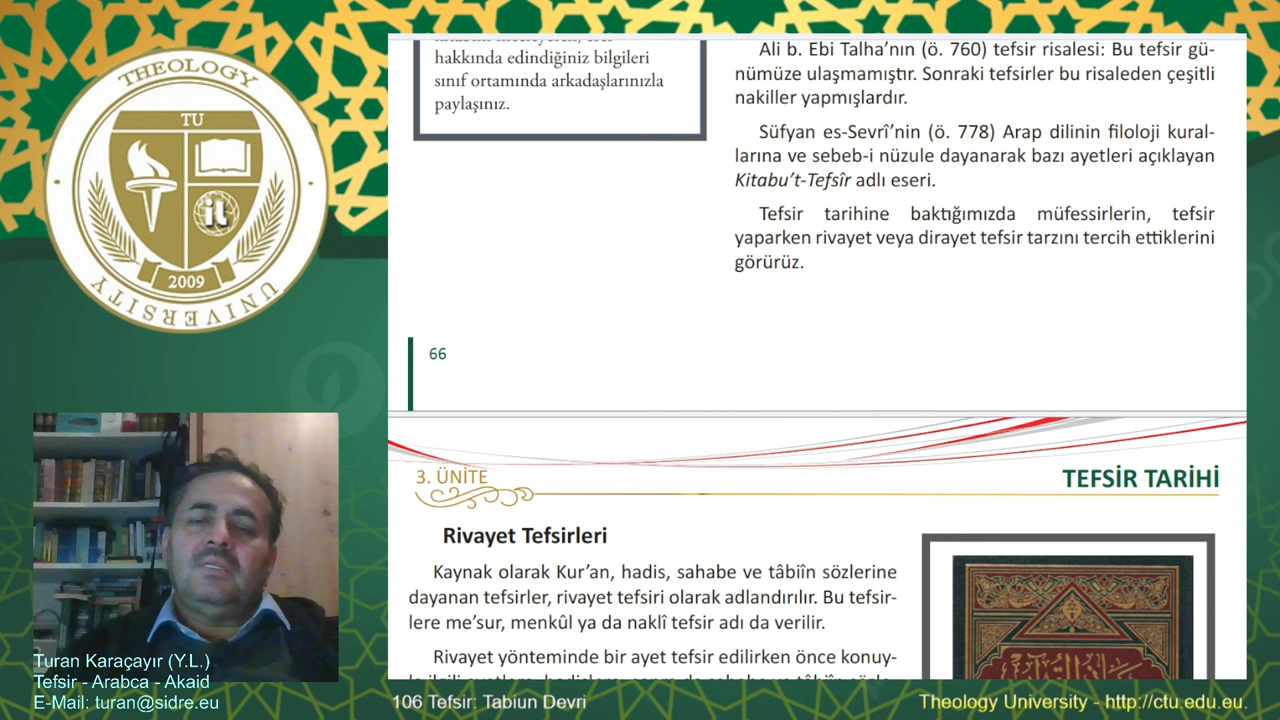 THEOLOGY
TU
2009
UNIVERSITY
hakkında edindiğiniz bilgileri
sınıf ortamında arkadaşlarınızla
paylaşınız.
Ali b. Ebi Talha’nın (ö. 760) tefsir risalesi: Bu tefsir gü-
nümüze ulaşmamıştır. Sonraki tefsirler bu risaleden çeşitli
nakiller yapmışlardır.
Süfyan es-Sevrî’nin (ö. 778) Arap dilinin filoloji kural-
larına ve sebeb-i nüzule dayanarak bazı ayetleri açıklayan
Kitabu’t-Tefsîr adlı eseri.
Tefsir tarihine baktığımızda müfessirlerin, tefsir
yaparken rivayet veya dirayet tefsir tarzını tercih ettiklerini
görürüz.
66
3. ÜNİTE
TEFSİR TARİHİ
Rivayet Tefsirleri
Kaynak olarak Kur’an, hadis, sahabe ve tâbiîn sözlerine
dayanan tefsirler, rivayet tefsiri olarak adlandırılır. Bu tefsir-
lere me’sur, menkûl ya da naklî tefsir adı da verilir.
Rivayet yönteminde bir ayet tefsir edilirken önce konuy-
Turan Karaçayır (Y.L.)
Tefsir - Arabca - Akaid
E-Mail: turan@sidre.eu
106 Tefsir: Tabiun Devri
Theology University - http://ctu.edu.eu.